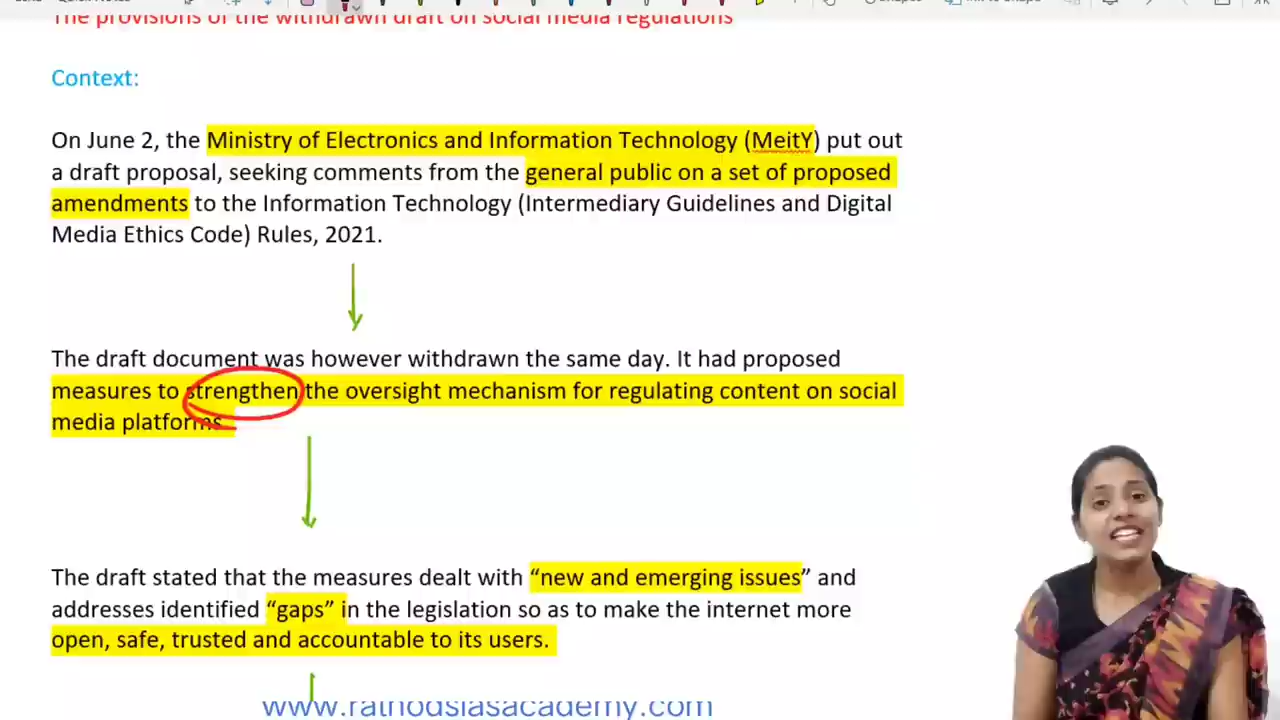 The provisions of the withdrawn draft on social media regulations
Context:
On June 2, the Ministry of Electronics and Information Technology (MeitY) put out
a draft proposal, seeking comments from the general public on a set of proposed
amendments to the Information Technology (Intermediary Guidelines and Digital
Media Ethics Code) Rules, 2021.
The draft document was however withdrawn the same day. It had proposed
measures to strengthen the oversight mechanism for regulating content on social
media platforms.
The draft stated that the measures dealt with “new and emerging issues” and
addresses identified “gaps” in the legislation so as to make the internet more
open, safe, trusted and accountable to its users.
www.rathodsiasacademy.com